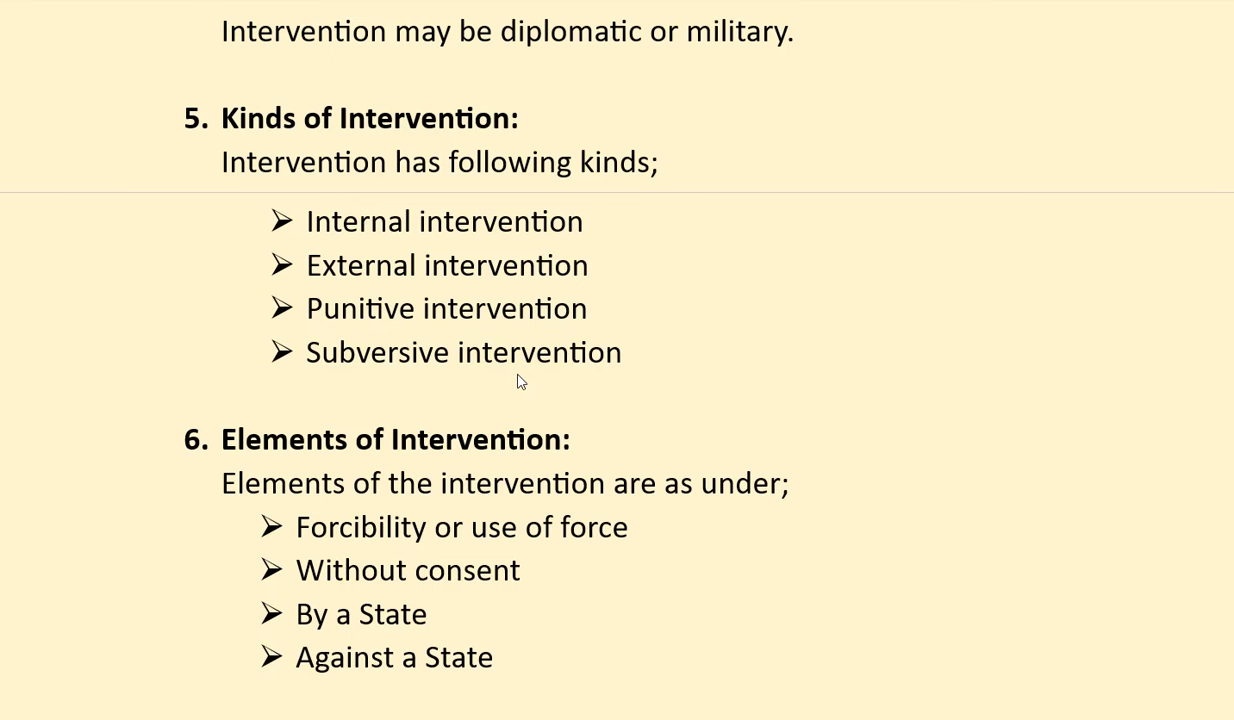 Intervention may be diplomatic or military.
5. Kinds of Intervention:
Intervention has following kinds;
➢ Internal intervention
➢ External intervention
➢ Punitive intervention
➢ Subversive intervention
6. Elements of Intervention:
Elements of the intervention are as under;
➢ Forcibility or use of force
➢ Without consent
➢ By a State
➢ Against a State